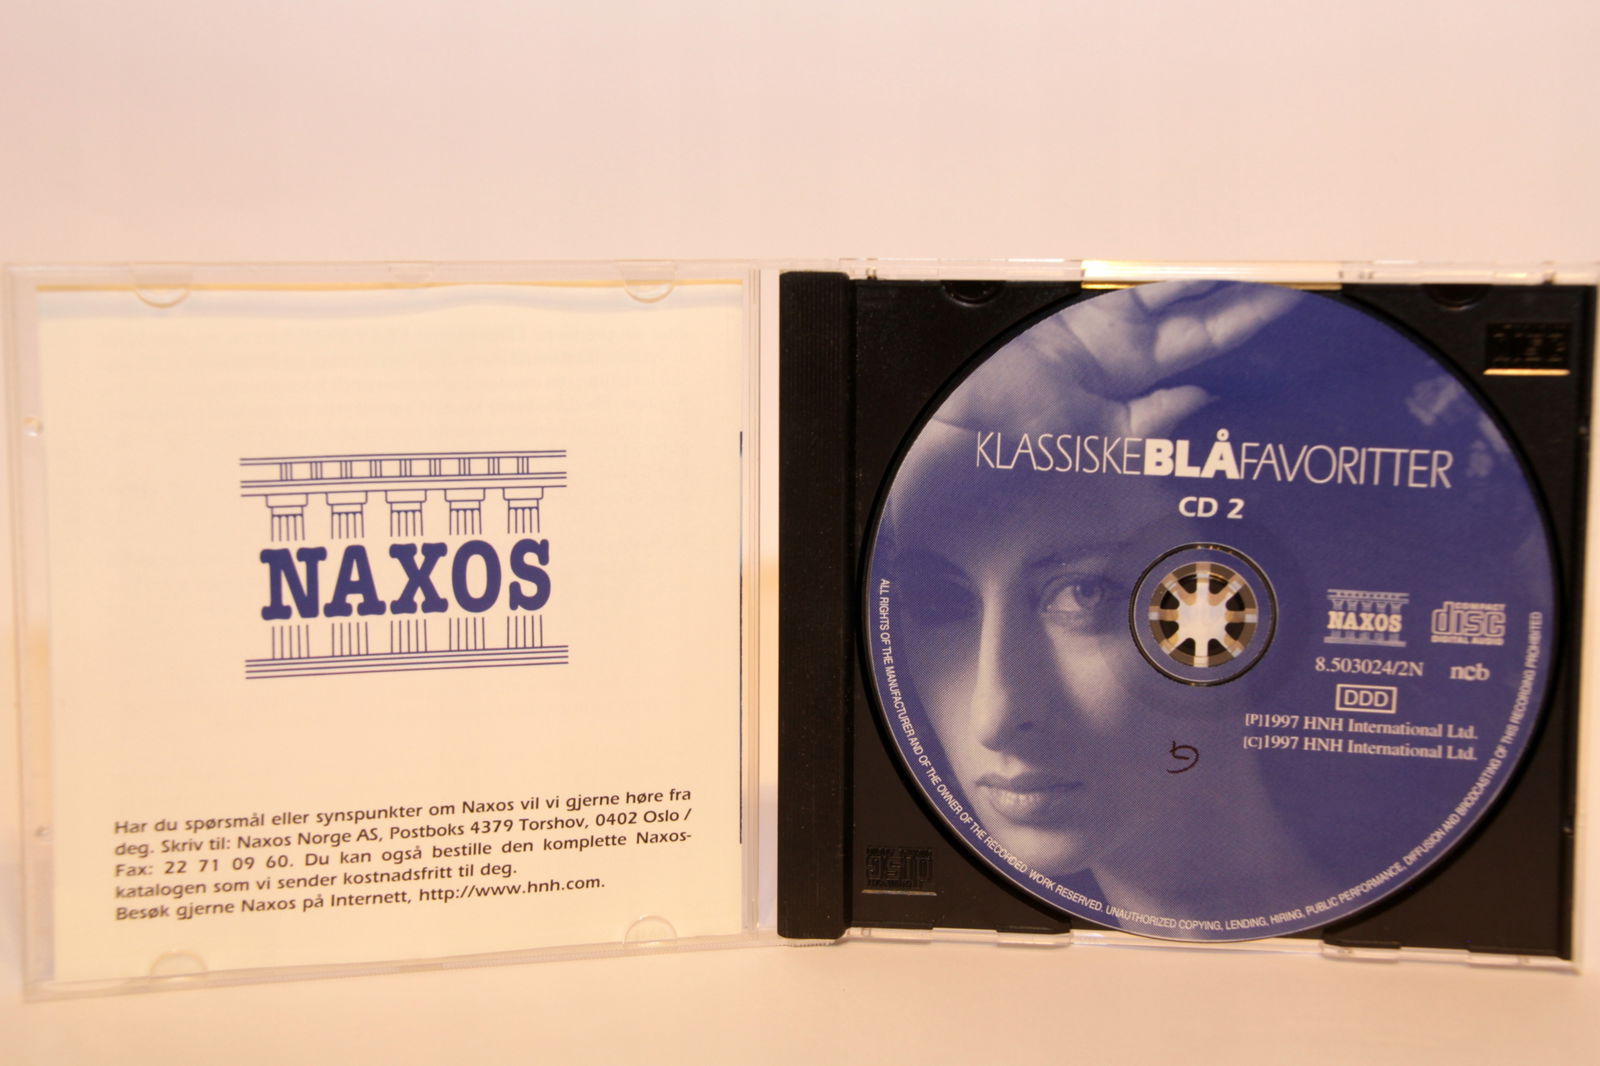 NAXOS
Har du spørsmål eller synspunkter om Naxos vil vi gjerne høre fra
deg. Skriv til: Naxos Norge AS, Postboks 4379 Torshov, 0402 Oslo /
Fax: 22 71 09 60. Du kan også bestille den komplette Naxos-
katalogen som vi sender kostnadsfritt til deg.
Besøk gjerne Naxos på Internett, http://www.hnh.com.
KLASSISKEBLÅFAVORITTER
CD 2
NAXOS
COMPACT
disc
DIGITAL AUDIO
8.503024/2N
ncb
DDD
[P]1997 HNH International Ltd.
[C]1997 HNH International Ltd.
ALL RIGHTS OF THE MANUFACTURER AND OF THE OWNER OF THE RECORDED WORK RESERVED. UNAUTHORIZED COPYING, LENDING, HIRING, PUBLIC PERFORMANCE, DIFFUSION AND BRODCASTING OF THIS RECORDING PROHIBITED